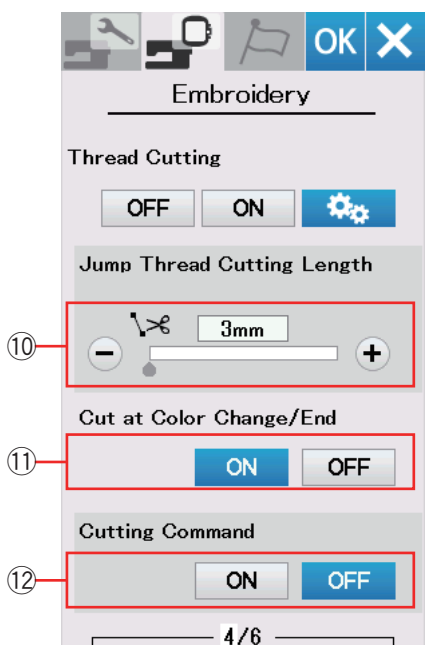 OK
Embroidery
Thread Cutting
OFF ON
Jump Thread Cutting Length
⑩ 3mm
− +
Cut at Color Change/End
⑪ ON OFF
Cutting Command
⑫ ON OFF
4/6